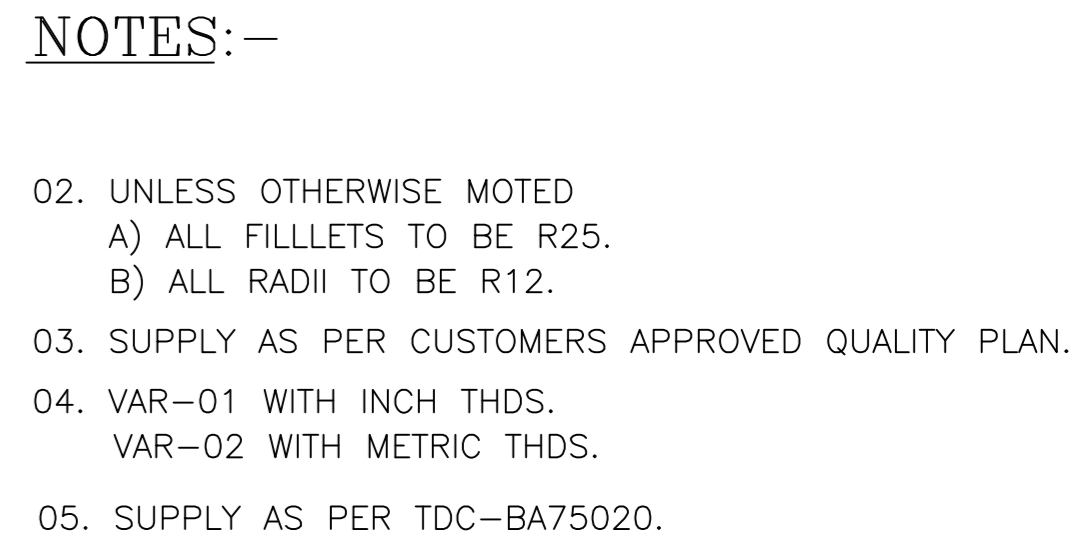 NOTES:-
02. UNLESS OTHERWISE MOTED
A) ALL FILLLETS TO BE R25.
B) ALL RADII TO BE R12.
03. SUPPLY AS PER CUSTOMERS APPROVED QUALITY PLAN.
04. VAR-01 WITH INCH THDS.
VAR-02 WITH METRIC THDS.
05. SUPPLY AS PER TDC-BA75020.